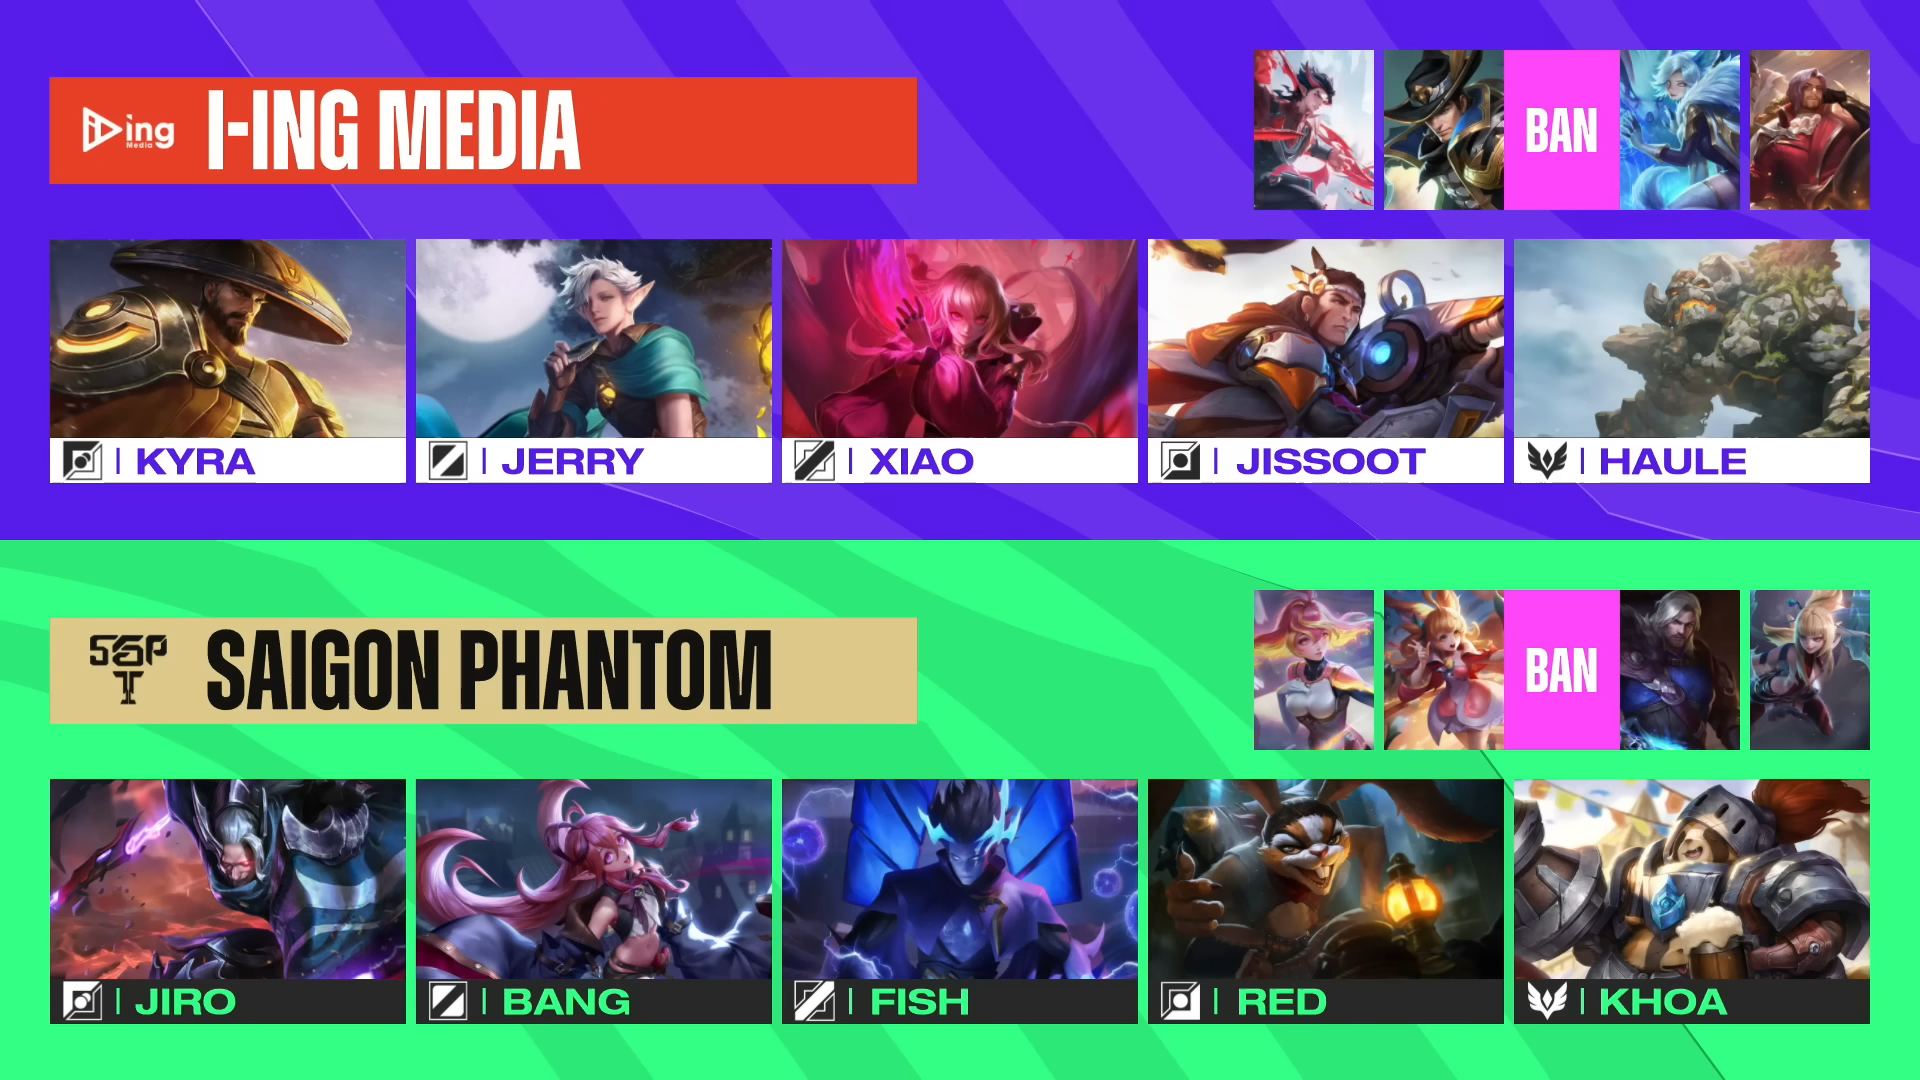 ing
Media
I-ING MEDIA
BAN
KYRA
JERRY
XIAO
JISSOOT
HAULE
SGP
SAIGON PHANTOM
BAN
JIRO
BANG
FISH
RED
KHOA